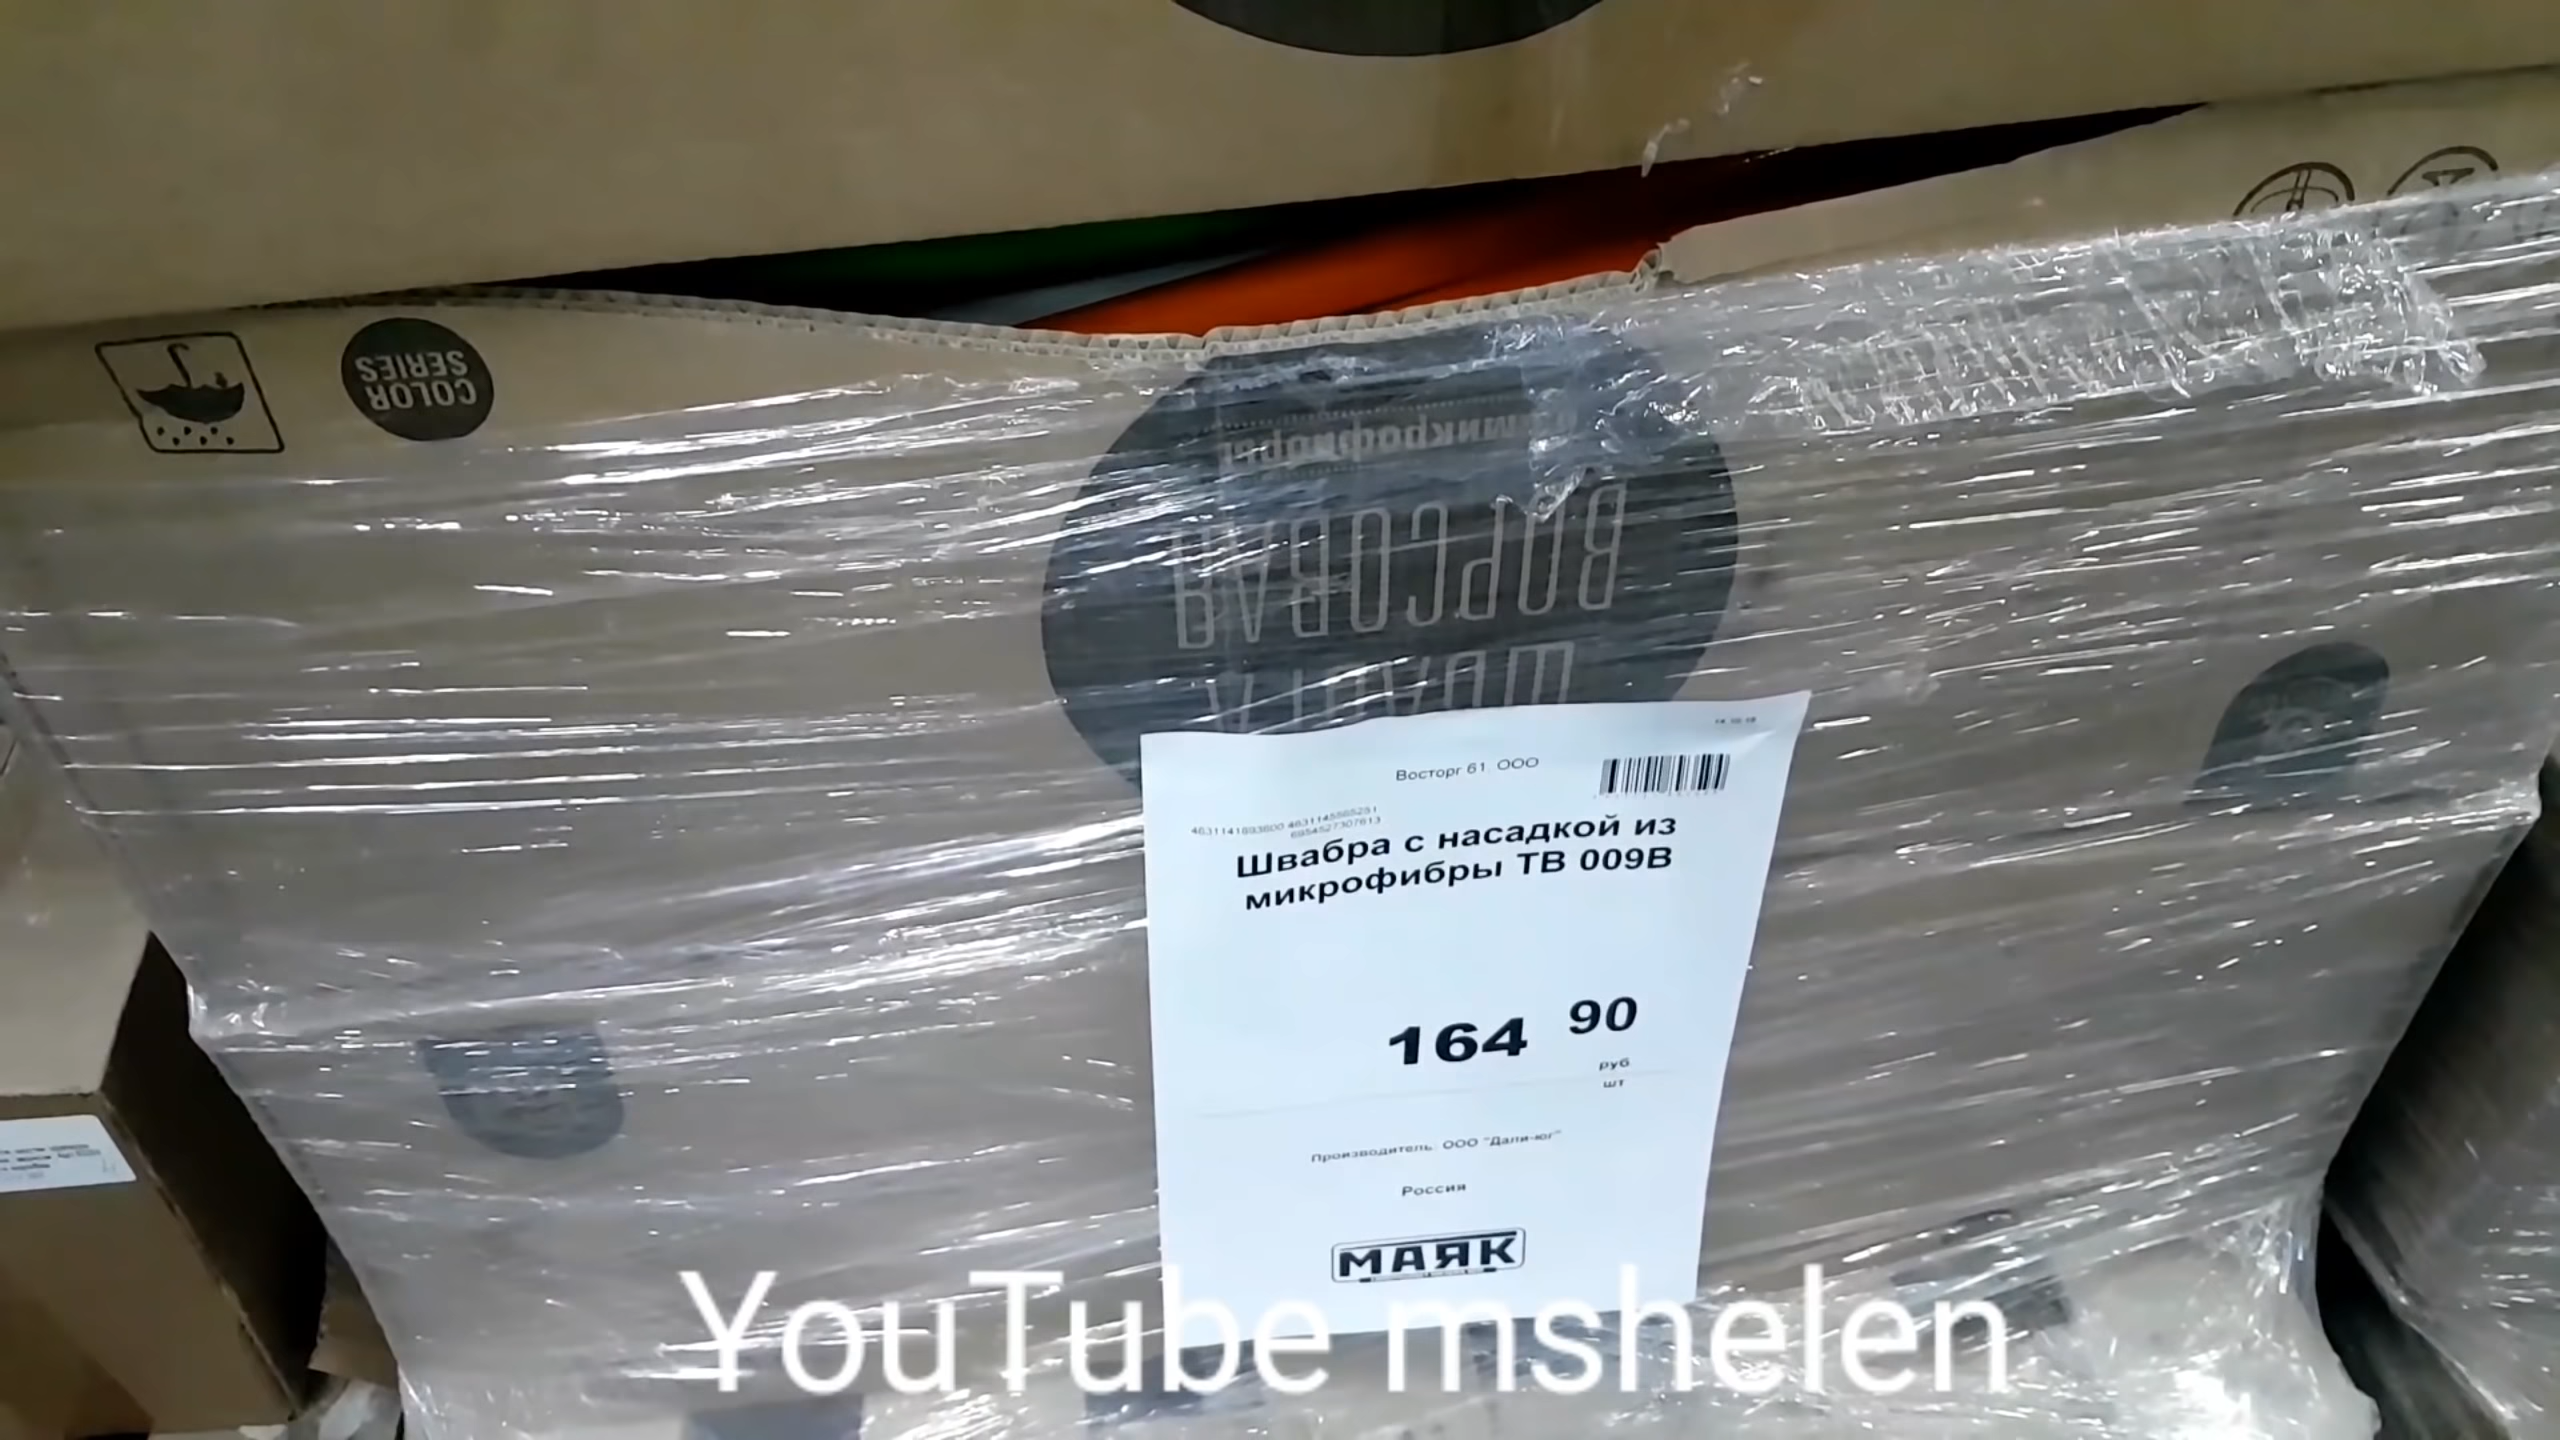 COLOR
SERIES
микрофибры
ВОРСОВАЯ
ШВАБРА
Восторг 61, ООО
Швабра с насадкой из
микрофибры ТВ 009В
164 90
руб
шт
Производитель: ООО "Дали-юг"
Россия
МАЯК
YouTube mshelen